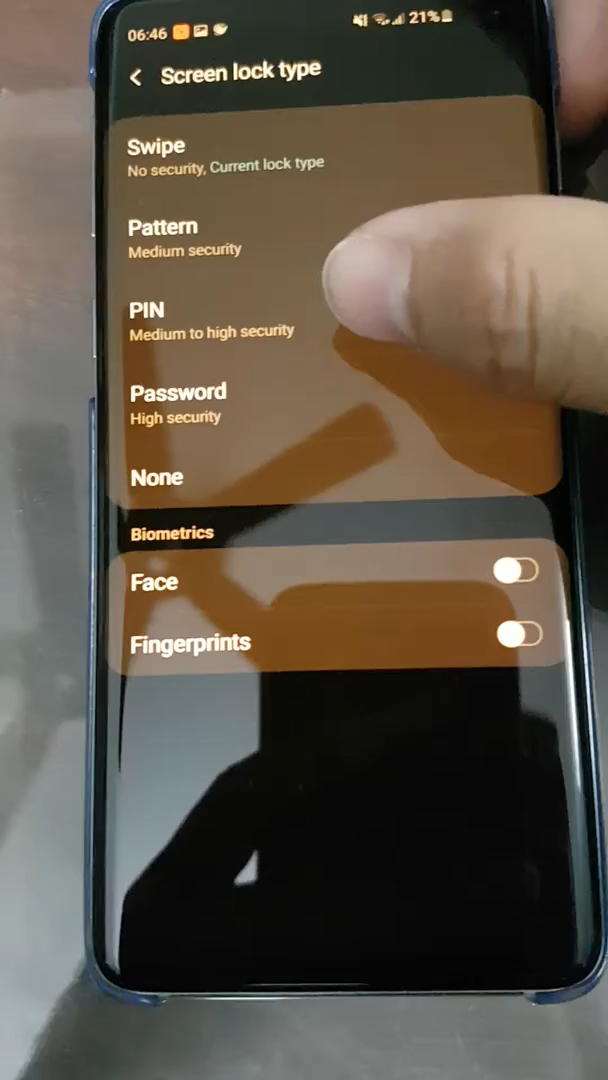 06:46 21%
Screen lock type
Swipe
No security, Current lock type
Pattern
Medium security
PIN
Medium to high security
Password
High security
None
Biometrics
Face
Fingerprints